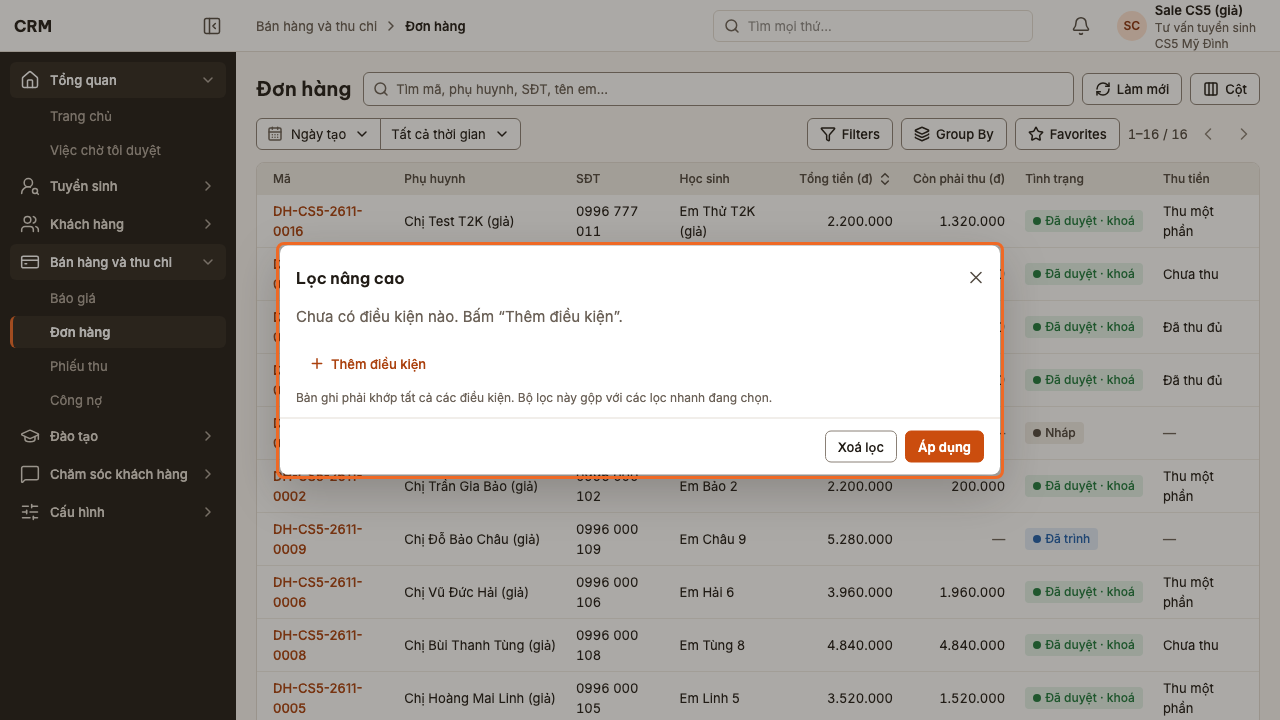 CRM
Bán hàng và thu chi > Đơn hàng
Tìm mọi thứ...
SC
Sale CS5 (giả)
Tư vấn tuyển sinh
CS5 Mỹ Đình
Tổng quan
Trang chủ
Việc chờ tôi duyệt
Tuyển sinh
Khách hàng
Bán hàng và thu chi
Báo giá
Đơn hàng
Phiếu thu
Công nợ
Đào tạo
Chăm sóc khách hàng
Cấu hình
Đơn hàng
Tìm mã, phụ huynh, SĐT, tên em...
Làm mới
Cột
Ngày tạo
Tất cả thời gian
Filters
Group By
Favorites
1–16 / 16
Mã Phụ huynh SĐT Học sinh Tổng tiền (đ) Còn phải thu (đ) Tình trạng Thu tiền
DH-CS5-2611-0016 Chị Test T2K (giả) 0996 777 011 Em Thử T2K (giả) 2.200.000 1.320.000 Đã duyệt · khoá Thu một phần
Đã duyệt · khoá Chưa thu
Đã duyệt · khoá Đã thu đủ
Đã duyệt · khoá Đã thu đủ
Nháp —
Lọc nâng cao
Chưa có điều kiện nào. Bấm “Thêm điều kiện”.
+ Thêm điều kiện
Bản ghi phải khớp tất cả các điều kiện. Bộ lọc này gộp với các lọc nhanh đang chọn.
Xoá lọc
Áp dụng
DH-CS5-2611-0002 Chị Trần Gia Bảo (giả) 0996 000 102 Em Bảo 2 2.200.000 200.000 Đã duyệt · khoá Thu một phần
DH-CS5-2611-0009 Chị Đỗ Bảo Châu (giả) 0996 000 109 Em Châu 9 5.280.000 — Đã trình —
DH-CS5-2611-0006 Chị Vũ Đức Hải (giả) 0996 000 106 Em Hải 6 3.960.000 1.960.000 Đã duyệt · khoá Thu một phần
DH-CS5-2611-0008 Chị Bùi Thanh Tùng (giả) 0996 000 108 Em Tùng 8 4.840.000 4.840.000 Đã duyệt · khoá Chưa thu
DH-CS5-2611-0005 Chị Hoàng Mai Linh (giả) 0996 000 105 Em Linh 5 3.520.000 1.520.000 Đã duyệt · khoá Thu một phần